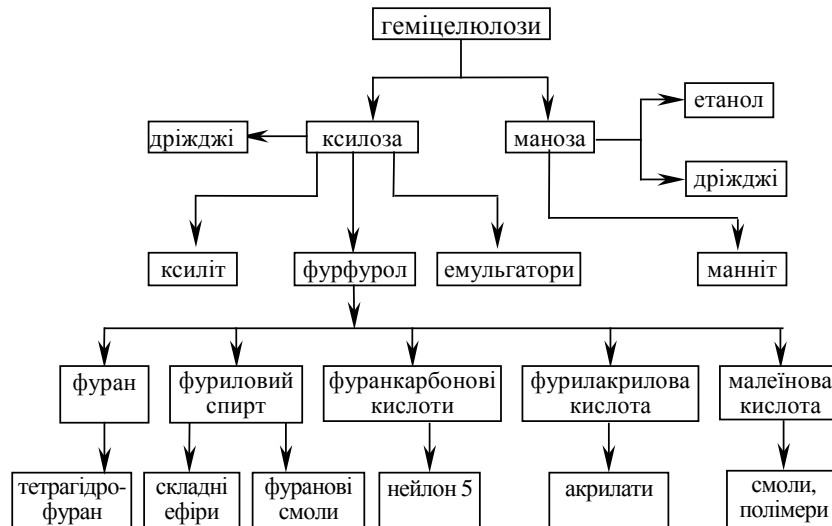 геміцелюлози
етанол
дріжджі
ксилоза
маноза
дріжджі
ксиліт
фурфурол
емульгатори
манніт
фуран
фуриловий
спирт
фуранкарбонові
кислоти
фурилакрилова
кислота
малеїнова
кислота
тетрагідро-
фуран
складні
ефіри
фуранові
смоли
нейлон 5
акрилати
смоли,
полімери